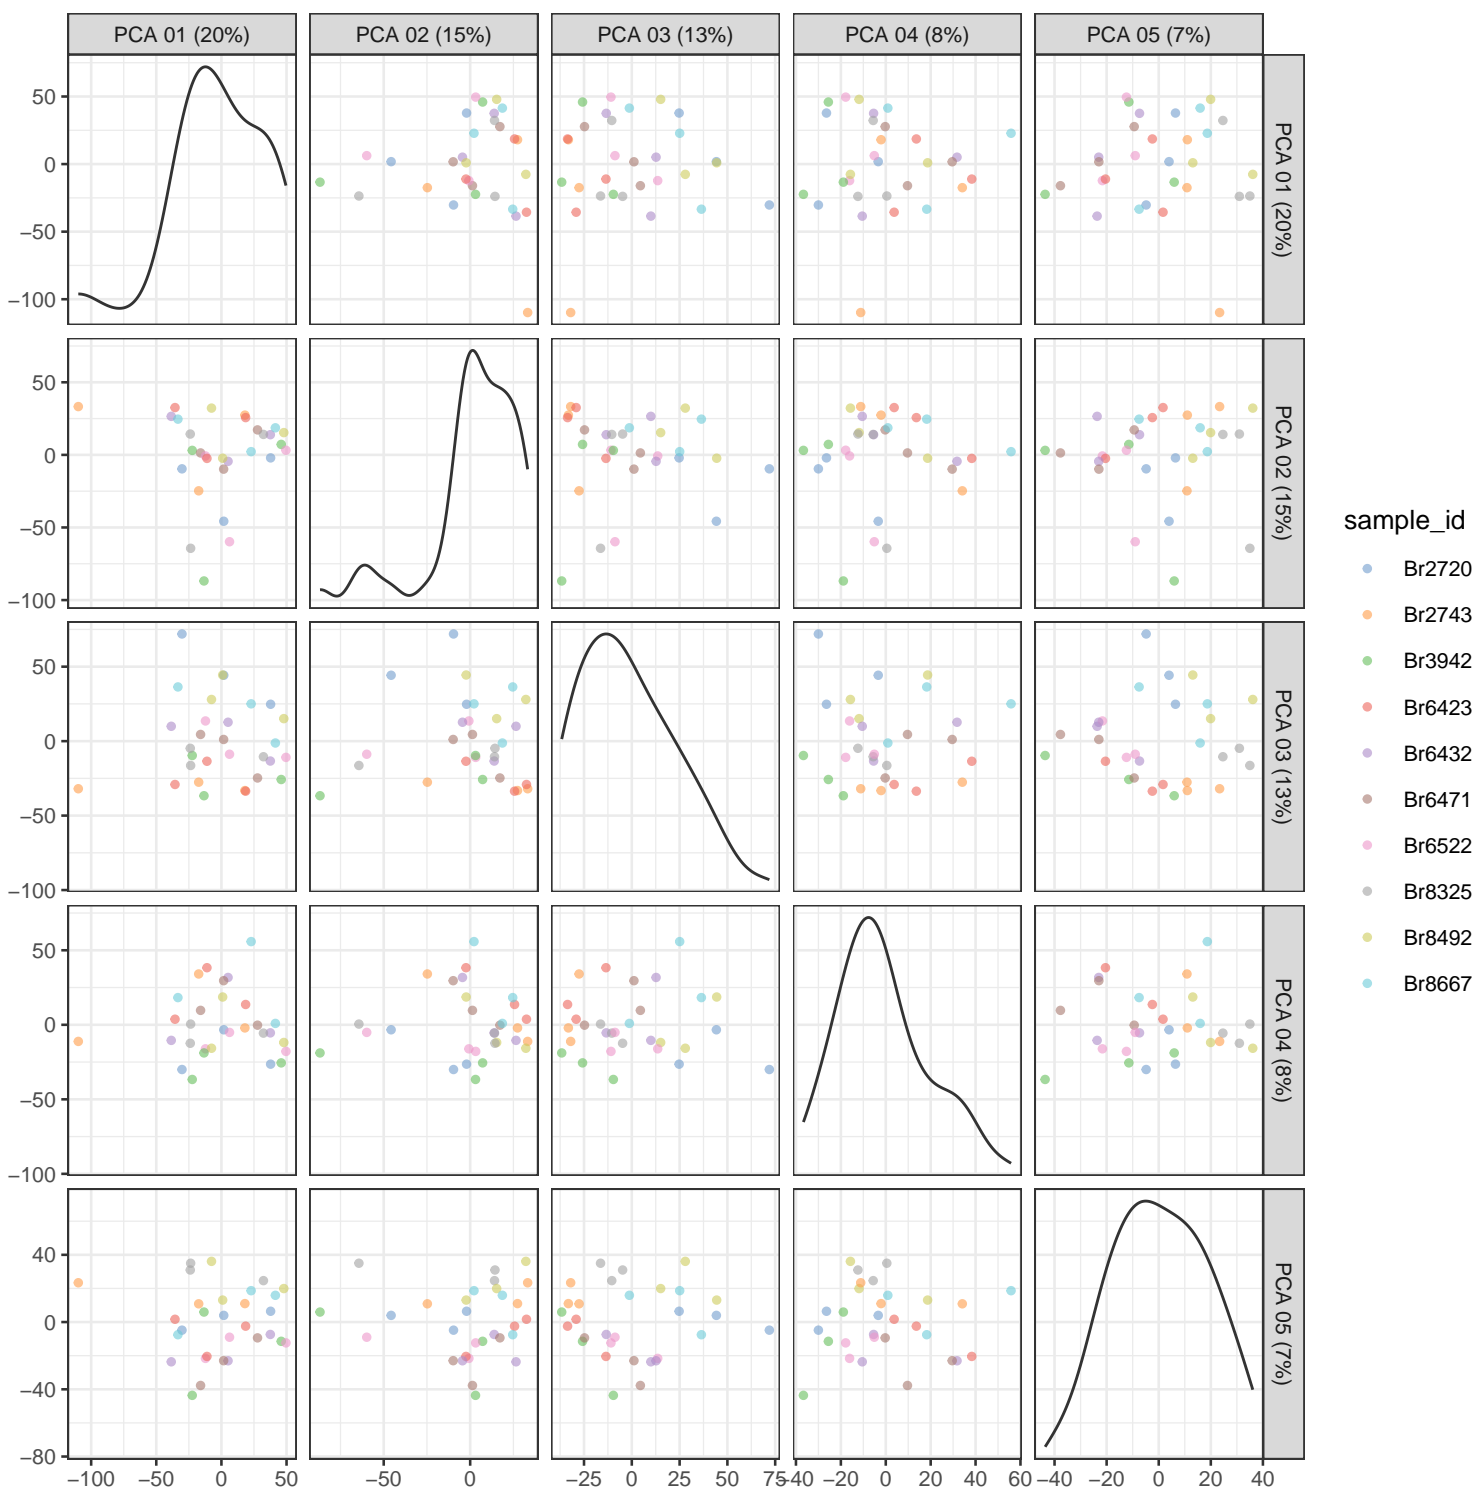 PCA 01 (20%) PCA 02 (15%) PCA 03 (13%) PCA 04 (8%) PCA 05 (7%)
50
0
−50
−100
PCA 01 (20%)
50
0
−50
−100
PCA 02 (15%)
50
0
−50
−100
PCA 03 (13%)
50
0
−50
−100
PCA 04 (8%)
40
0
−40
−80
PCA 05 (7%)
−100 −50 0 50 −50 0 −25 0 25 50 75 −40 −20 0 20 40 60 −40 −20 0 20 40
sample_id
Br2720
Br2743
Br3942
Br6423
Br6432
Br6471
Br6522
Br8325
Br8492
Br8667